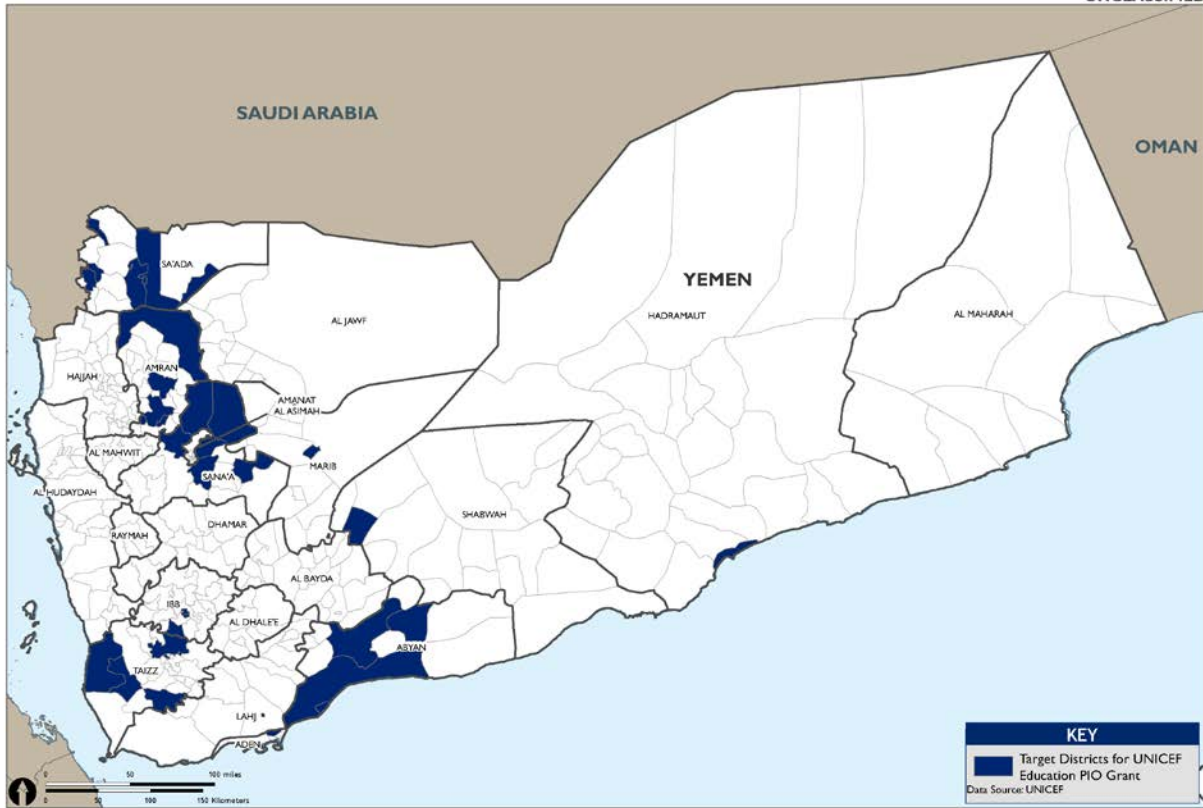 SAUDI ARABIA
OMAN
YEMEN
SA'ADA
AL JAWF
HADRAMAUT
AL MAHARAH
HAJJAH
AMRAN
AMANAT
AL ASIMAH
AL MAHWIT
SANA'A
MARIB
AL HUDAYDAH
SHABWAH
DHAMAR
RAYMAH
AL BAYDA
IBB
AL DHALE'E
ABYAN
TAIZZ
LAHJ
ADEN
KEY
Target Districts for UNICEF
Education PIO Grant
Data Source: UNICEF
0 50 100 miles
0 50 100 150 Kilometers